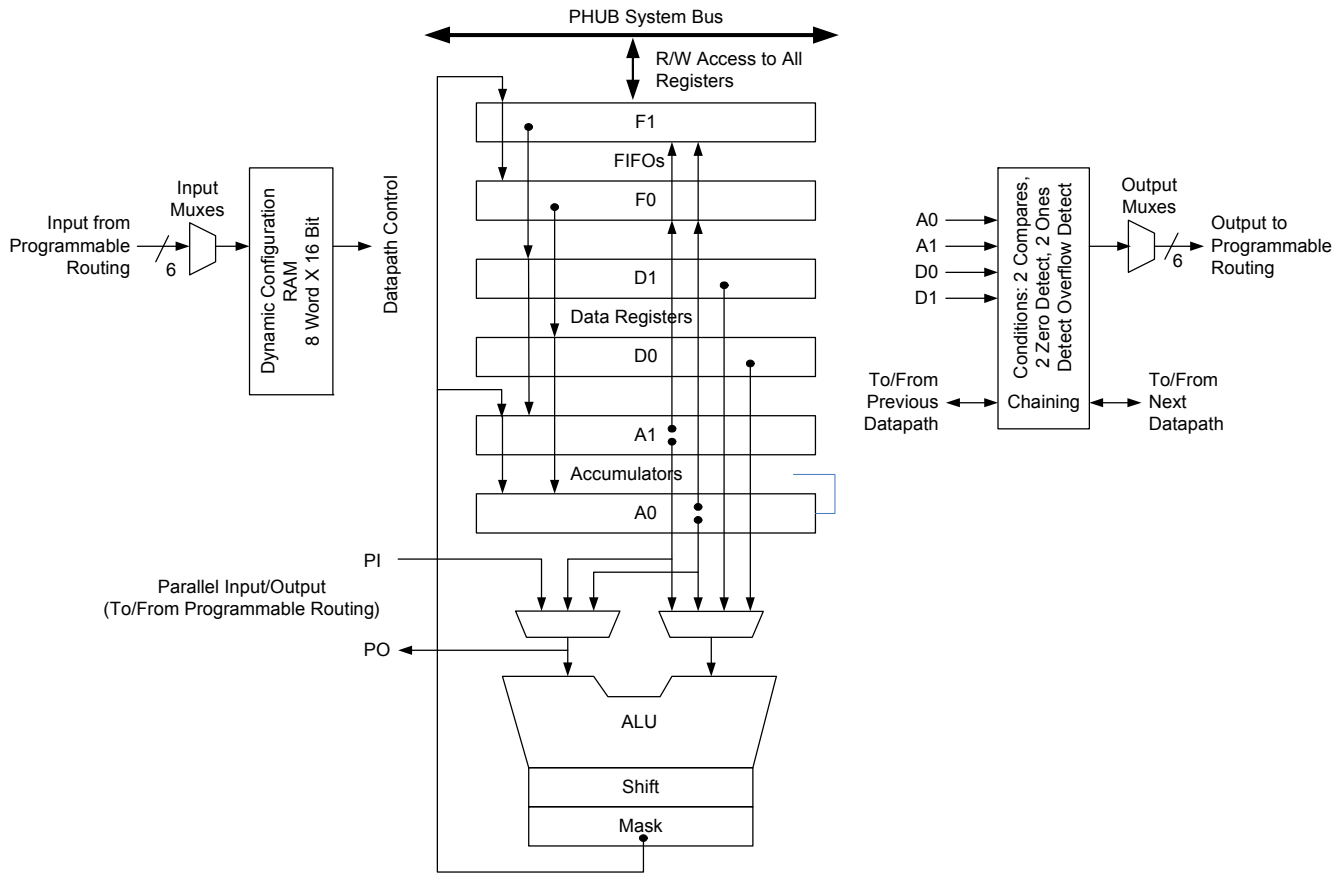 PHUB System Bus
R/W Access to All
Registers
F1
FIFOs
F0
D1
Data Registers
D0
A1
Accumulators
A0
Input from
Programmable
Routing
6
Input
Muxes
Dynamic Configuration
RAM
8 Word X 16 Bit
Datapath Control
A0
A1
D0
D1
Conditions: 2 Compares,
2 Zero Detect, 2 Ones
Detect Overflow Detect
Output
Muxes
6
Output to
Programmable
Routing
To/From
Previous
Datapath
Chaining
To/From
Next
Datapath
PI
Parallel Input/Output
(To/From Programmable Routing)
PO
ALU
Shift
Mask